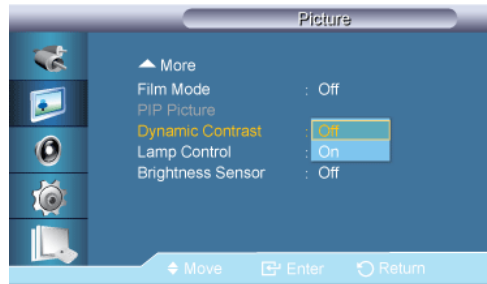 Picture
More
Film Mode : Off
PIP Picture
Dynamic Contrast : Off
Lamp Control : On
Brightness Sensor : Off
Move Enter Return